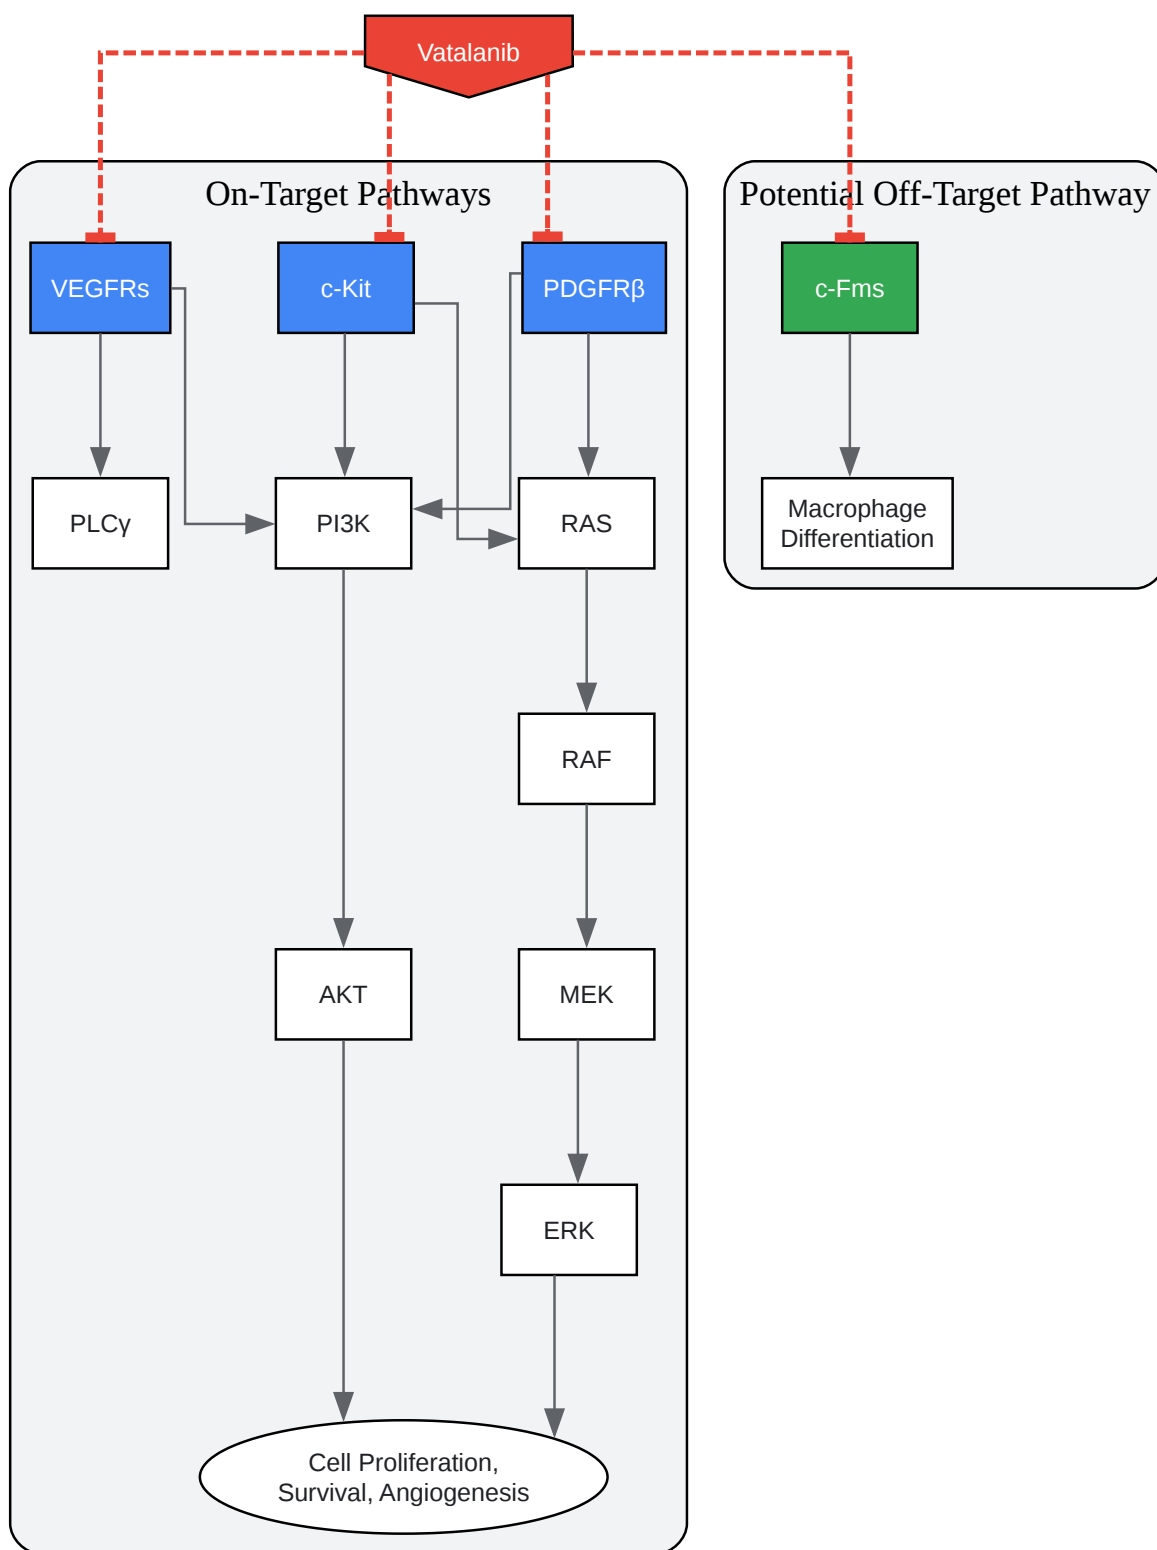 Vatalanib
On-Target Pathways
Potential Off-Target Pathway
VEGFRs
c-Kit
PDGFRβ
c-Fms
PLCγ
PI3K
RAS
Macrophage
Differentiation
RAF
AKT
MEK
ERK
Cell Proliferation,
Survival, Angiogenesis